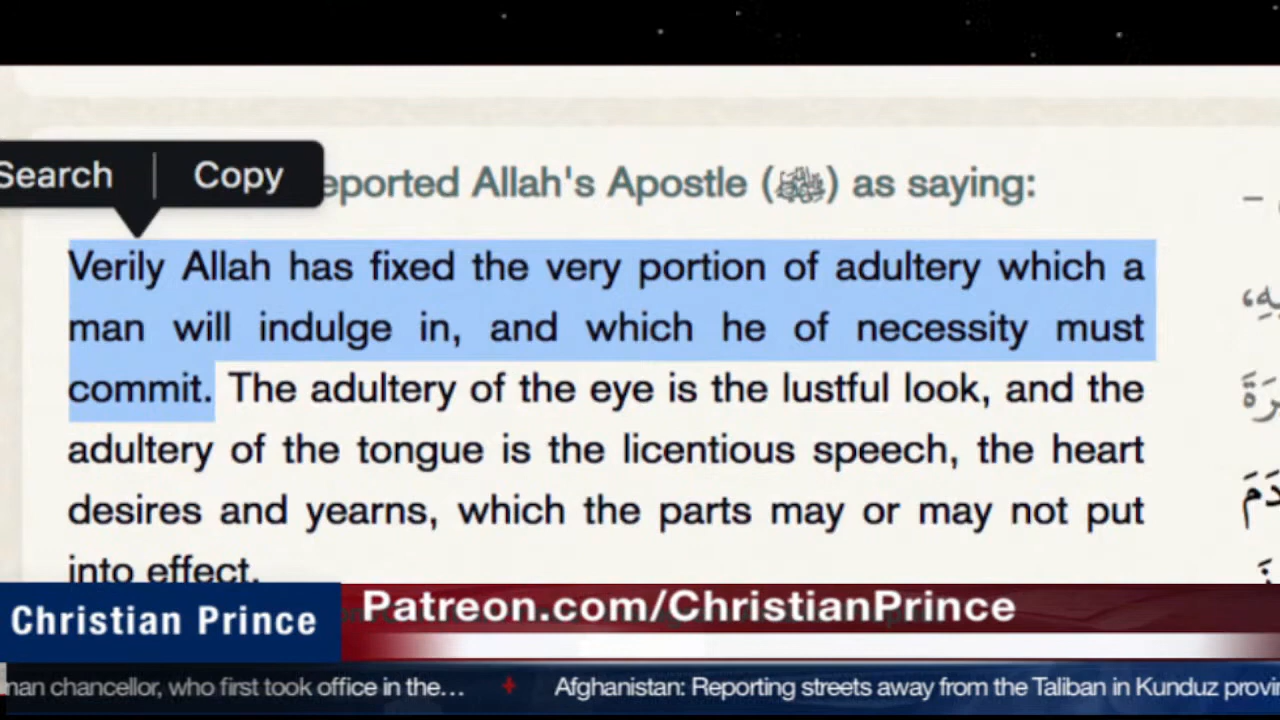 Search | Copy
eported Allah's Apostle (ﷺ) as saying:
Verily Allah has fixed the very portion of adultery which a
man will indulge in, and which he of necessity must
commit. The adultery of the eye is the lustful look, and the
adultery of the tongue is the licentious speech, the heart
desires and yearns, which the parts may or may not put
into effect.
Christian Prince
Patreon.com/ChristianPrince
man chancellor, who first took office in the... + Afghanistan: Reporting streets away from the Taliban in Kunduz provi